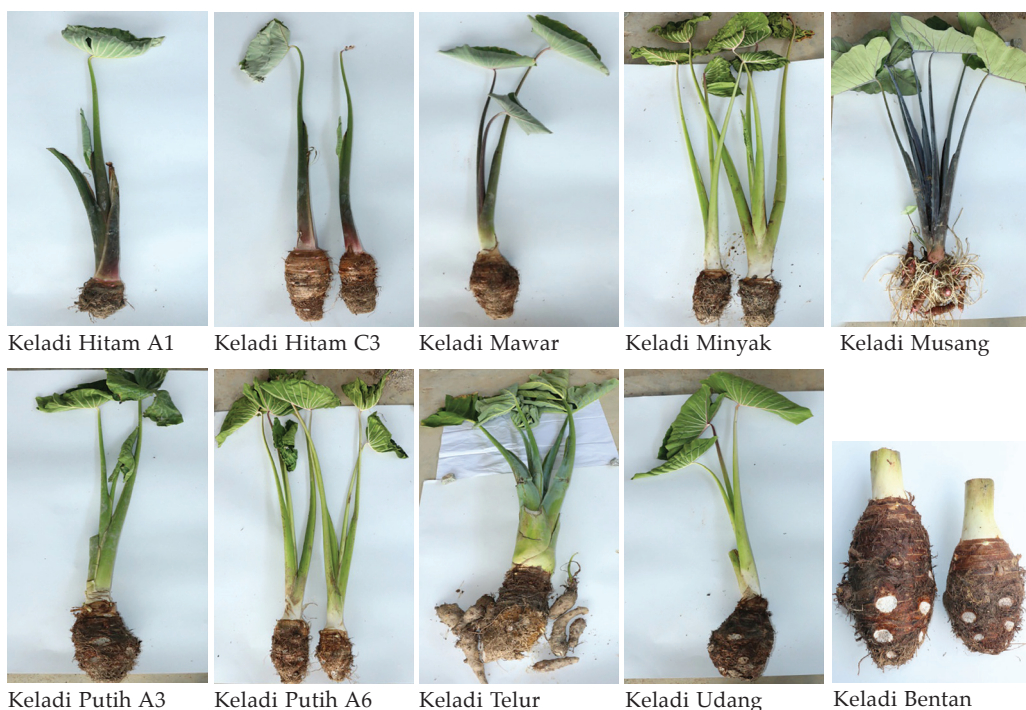 Keladi Hitam A1
Keladi Hitam C3
Keladi Mawar
Keladi Minyak
Keladi Musang
Keladi Putih A3
Keladi Putih A6
Keladi Telur
Keladi Udang
Keladi Bentan